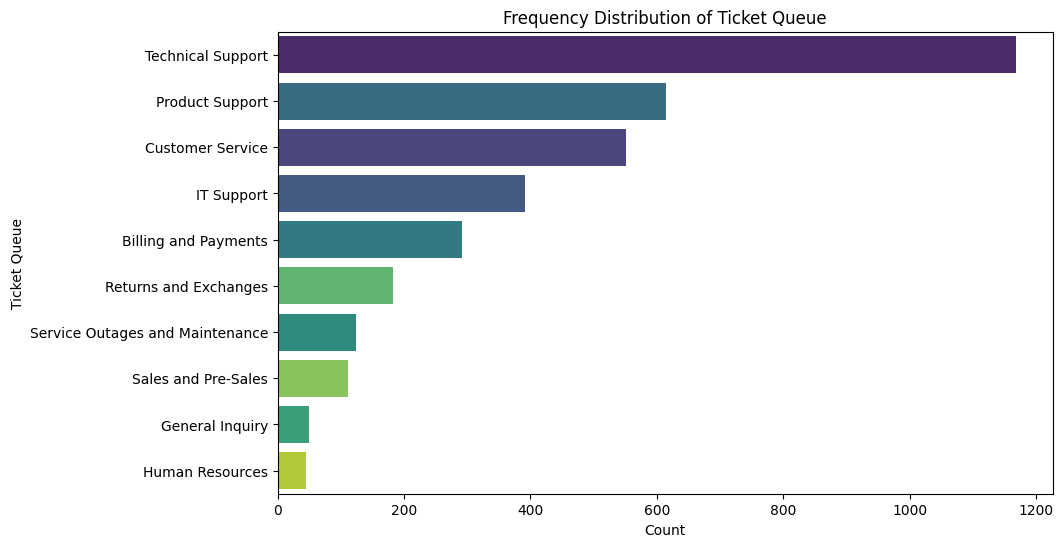 Frequency Distribution of Ticket Queue
Ticket Queue
Technical Support
Product Support
Customer Service
IT Support
Billing and Payments
Returns and Exchanges
Service Outages and Maintenance
Sales and Pre-Sales
General Inquiry
Human Resources
0 200 400 600 800 1000 1200
Count